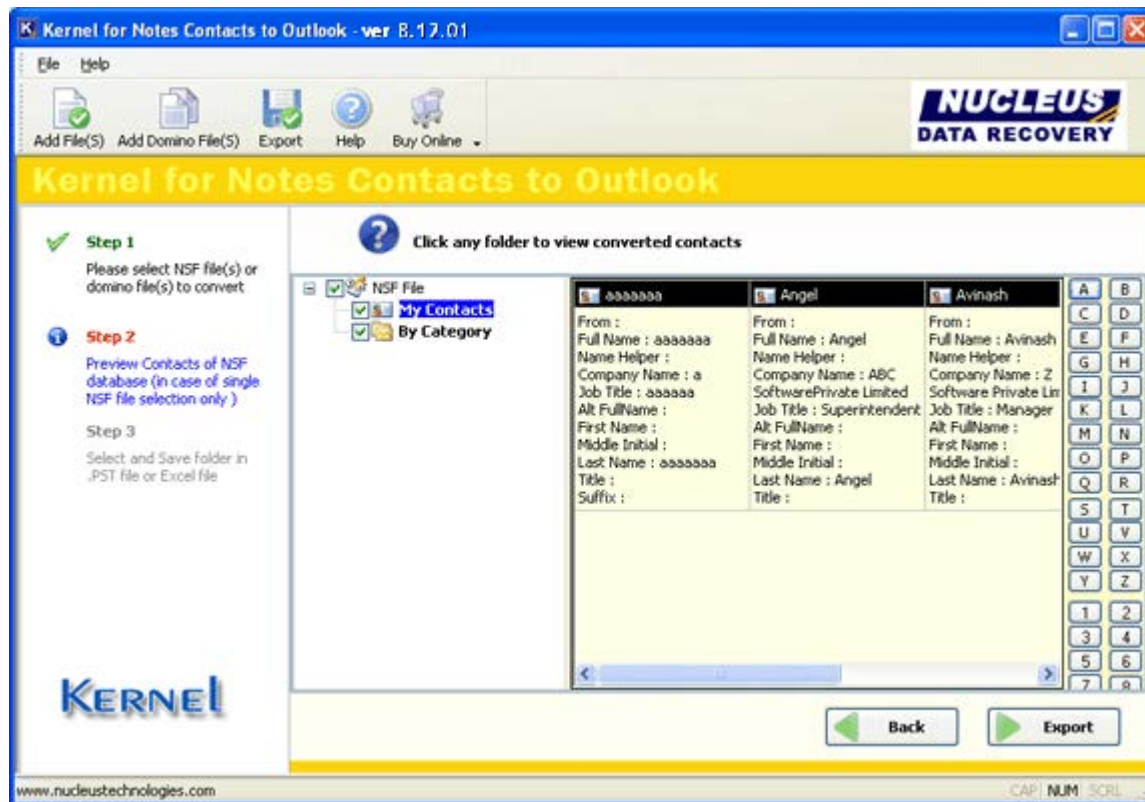 Kernel for Notes Contacts to Outlook - ver 8.17.01
File Help
Add File(S) Add Domino File(S) Export Help Buy Online
NUCLEUS
DATA RECOVERY
Kernel for Notes Contacts to Outlook
Step 1
Please select NSF file(s) or
domino file(s) to convert
Step 2
Preview Contacts of NSF
database (in case of single
NSF file selection only )
Step 3
Select and Save folder in
.PST file or Excel file
KERNEL
Click any folder to view converted contacts
NSF File
My Contacts
By Category
aaaaaaa
From :
Full Name : aaaaaaa
Name Helper :
Company Name : a
Job Title : aaaaaa
Alt FullName :
First Name :
Middle Initial :
Last Name : aaaaaaa
Title :
Suffix :
Angel
From :
Full Name : Angel
Name Helper :
Company Name : ABC
SoftwarePrivate Limited
Job Title : Superintendent
Alt FullName :
First Name :
Middle Initial :
Last Name : Angel
Title :
Avinash
From :
Full Name : Avinash
Name Helper :
Company Name : Z
Software Private Lim
Job Title : Manager
Alt FullName :
First Name :
Middle Initial :
Last Name : Avinash
Title :
A B
C D
E F
G H
I J
K L
M N
O P
Q R
S T
U V
W X
Y Z
1 2
3 4
5 6
7 8
Back Export
www.nucleustechnologies.com
CAP NUM SCRL